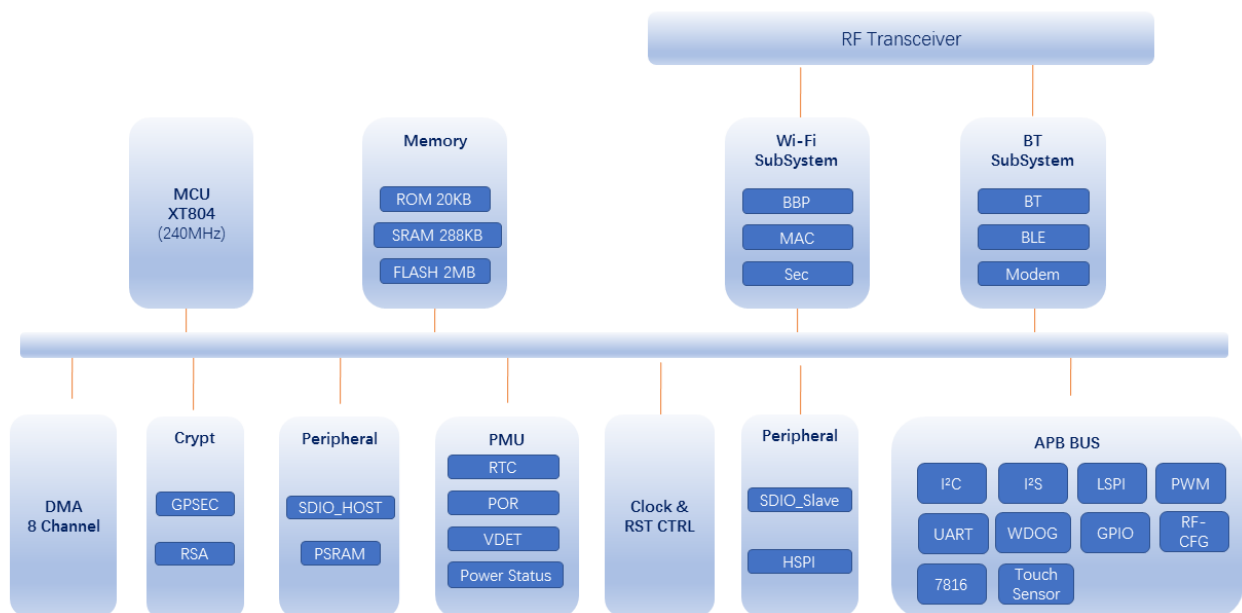 RF Transceiver
MCU
XT804
(240MHz)
Memory
ROM 20KB
SRAM 288KB
FLASH 2MB
Wi-Fi
SubSystem
BBP
MAC
Sec
BT
SubSystem
BT
BLE
Modem
DMA
8 Channel
Crypt
GPSEC
RSA
Peripheral
SDIO_HOST
PSRAM
PMU
RTC
POR
VDET
Power Status
Clock &
RST CTRL
Peripheral
SDIO_Slave
HSPI
APB BUS
I²C
I²S
LSPI
PWM
UART
WDOG
GPIO
RF-
CFG
7816
Touch
Sensor